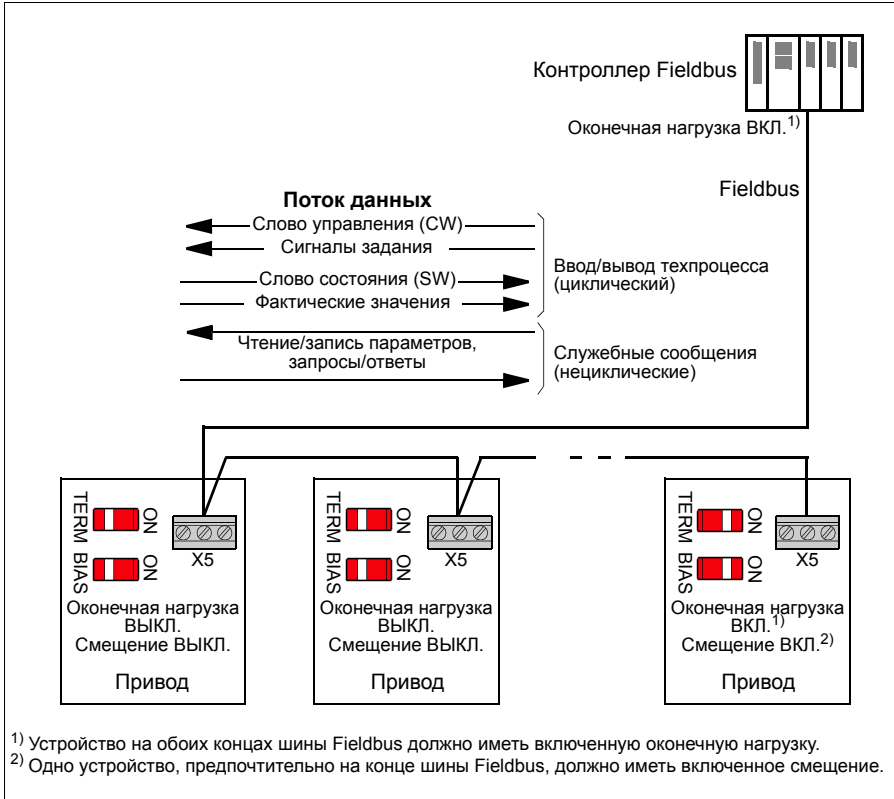 Контроллер Fieldbus
Оконечная нагрузка ВКЛ.1)
Fieldbus
Поток данных
Слово управления (CW)
Сигналы задания
Слово состояния (SW)
Фактические значения
Ввод/вывод техпроцесса
(циклический)
Чтение/запись параметров,
запросы/ответы
Служебные сообщения
(нециклические)
TERM
ON
BIAS
ON
X5
Оконечная нагрузка
ВЫКЛ.
Смещение ВЫКЛ.
Привод
TERM
ON
BIAS
ON
X5
Оконечная нагрузка
ВЫКЛ.
Смещение ВЫКЛ.
Привод
TERM
ON
BIAS
ON
X5
Оконечная нагрузка
ВКЛ.1)
Смещение ВКЛ.2)
Привод
1) Устройство на обоих концах шины Fieldbus должно иметь включенную оконечную нагрузку.
2) Одно устройство, предпочтительно на конце шины Fieldbus, должно иметь включенное смещение.